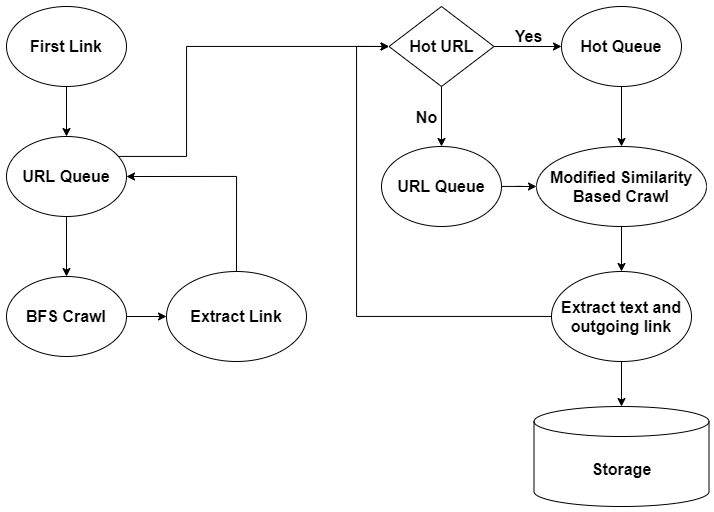 First Link
Hot URL
Yes
Hot Queue
No
URL Queue
URL Queue
Modified Similarity
Based Crawl
BFS Crawl
Extract Link
Extract text and
outgoing link
Storage